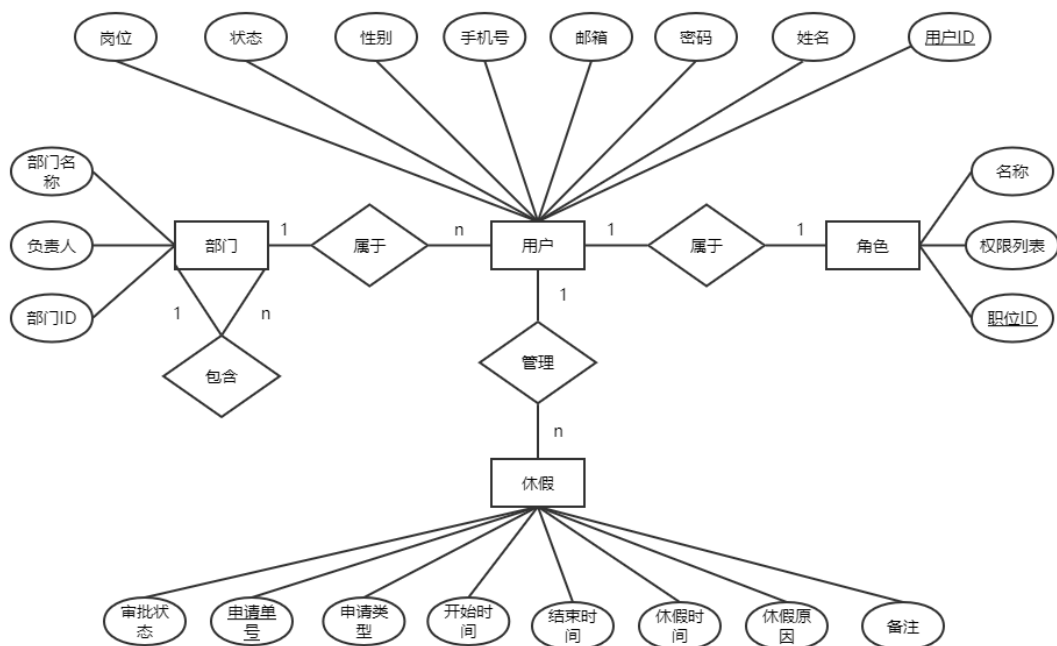 岗位
状态
性别
手机号
邮箱
密码
姓名
用户ID
部门名
称
名称
部门
1
属于
n
用户
1
属于
1
角色
负责人
权限列表
1
部门ID
1
n
职位ID
包含
管理
n
休假
审批状
态
申请单
号
申请类
型
开始时
间
结束时
间
休假时
间
休假原
因
备注